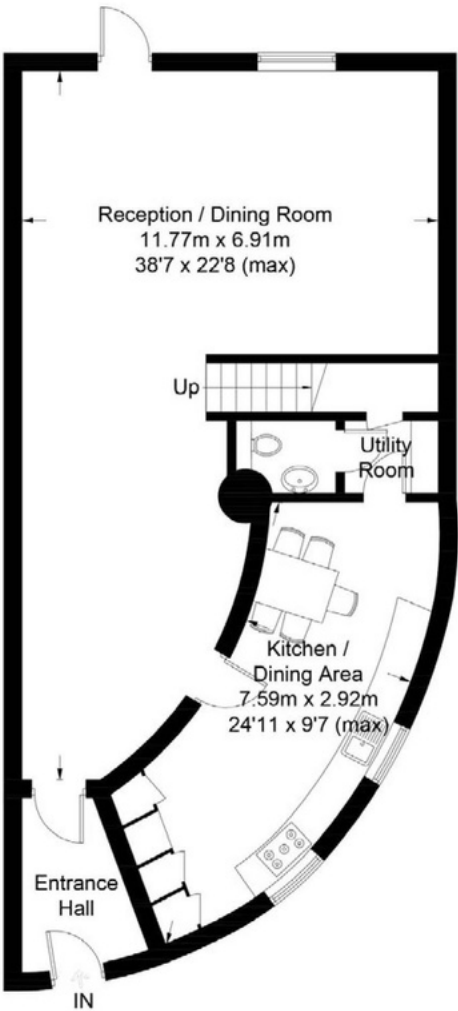 Reception / Dining Room
11.77m x 6.91m
38'7 x 22'8 (max)
Up
Utility
Room
Kitchen /
Dining Area
7.59m x 2.92m
24'11 x 9'7 (max)
Entrance
Hall
IN